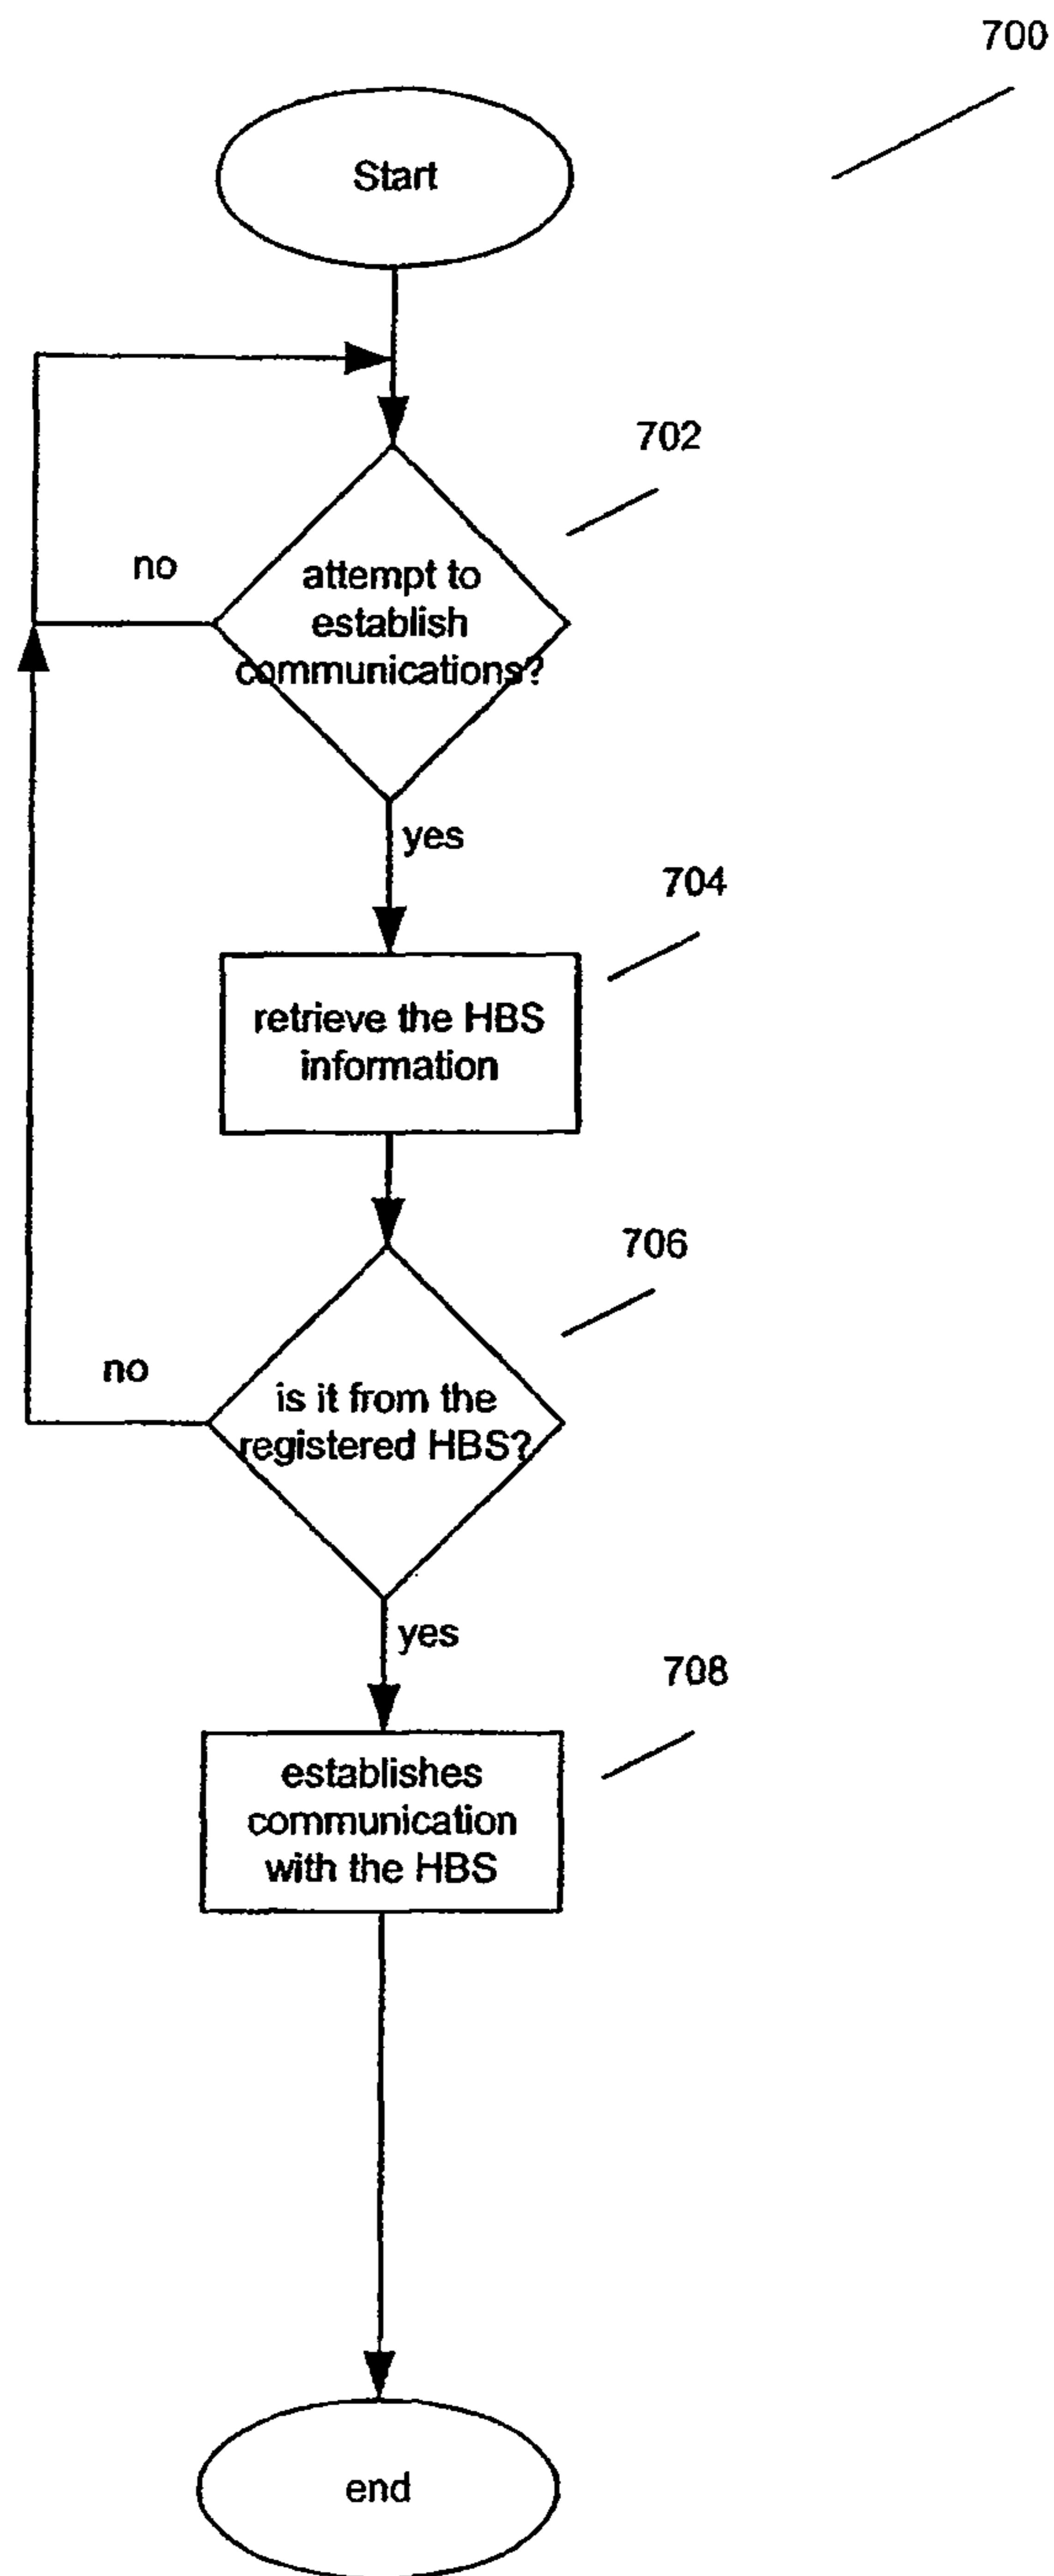 700
Start
702
no
attempt to
establish
communications?
yes
704
retrieve the HBS
information
706
no
is it from the
registered HBS?
yes
708
establishes
communication
with the HBS
end